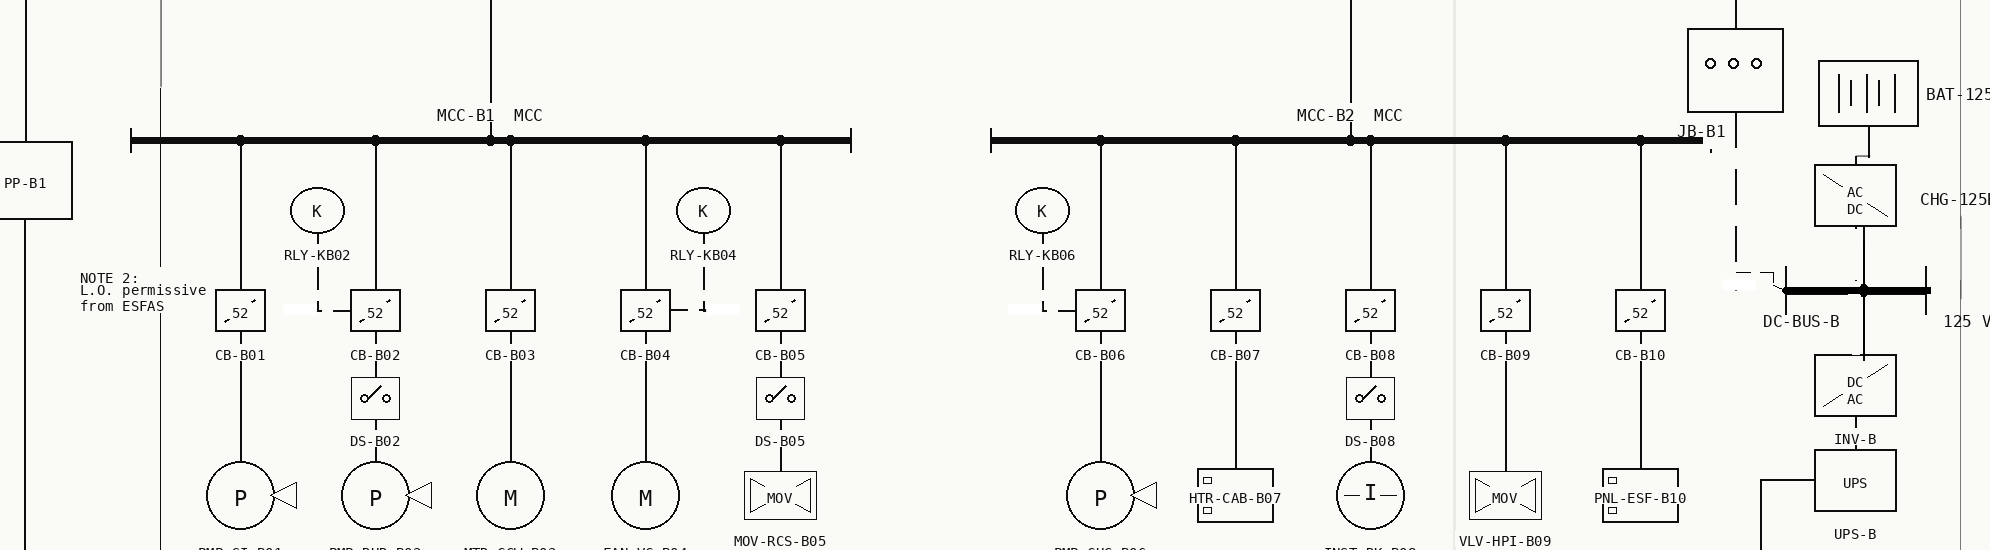 MCC-B1 MCC
MCC-B2 MCC
JB-B1
BAT-125
PP-B1
AC
DC
K
K
K
RLY-KB02
RLY-KB04
RLY-KB06
NOTE 2:
L.O. permissive
from ESFAS
52
52
52
52
52
52
52
52
52
52
DC-BUS-B
125 V
CB-B01
CB-B02
CB-B03
CB-B04
CB-B05
CB-B06
CB-B07
CB-B08
CB-B09
CB-B10
DC
AC
DS-B02
DS-B05
DS-B08
INV-B
P
P
M
M
MOV
P
HTR-CAB-B07
I
MOV
PNL-ESF-B10
UPS
UPS-B
MOV-RCS-B05
VLV-HPI-B09